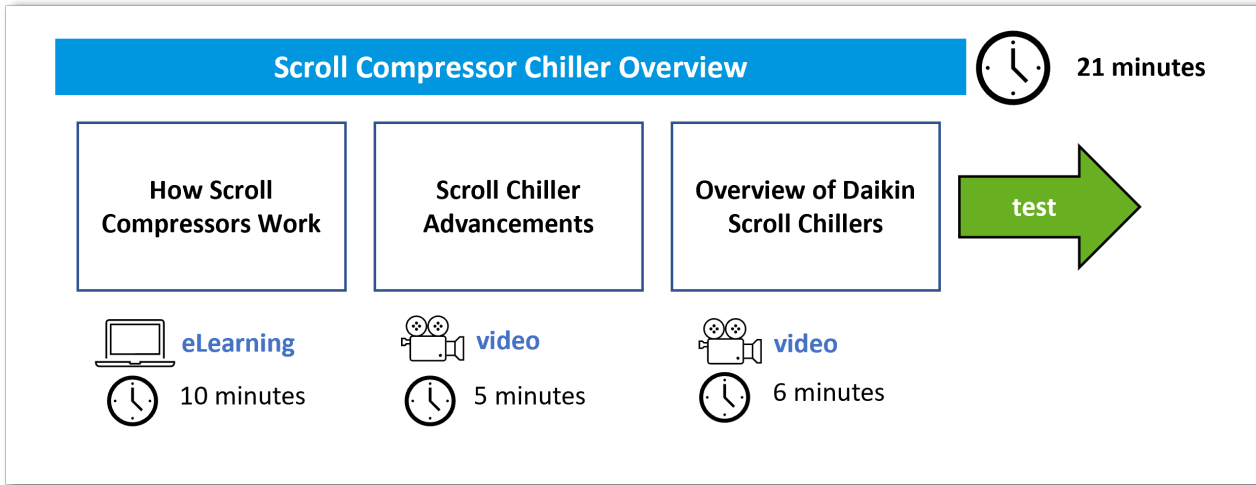 Scroll Compressor Chiller Overview
21 minutes
How Scroll
Compressors Work
Scroll Chiller
Advancements
Overview of Daikin
Scroll Chillers
test
eLearning
10 minutes
video
5 minutes
video
6 minutes